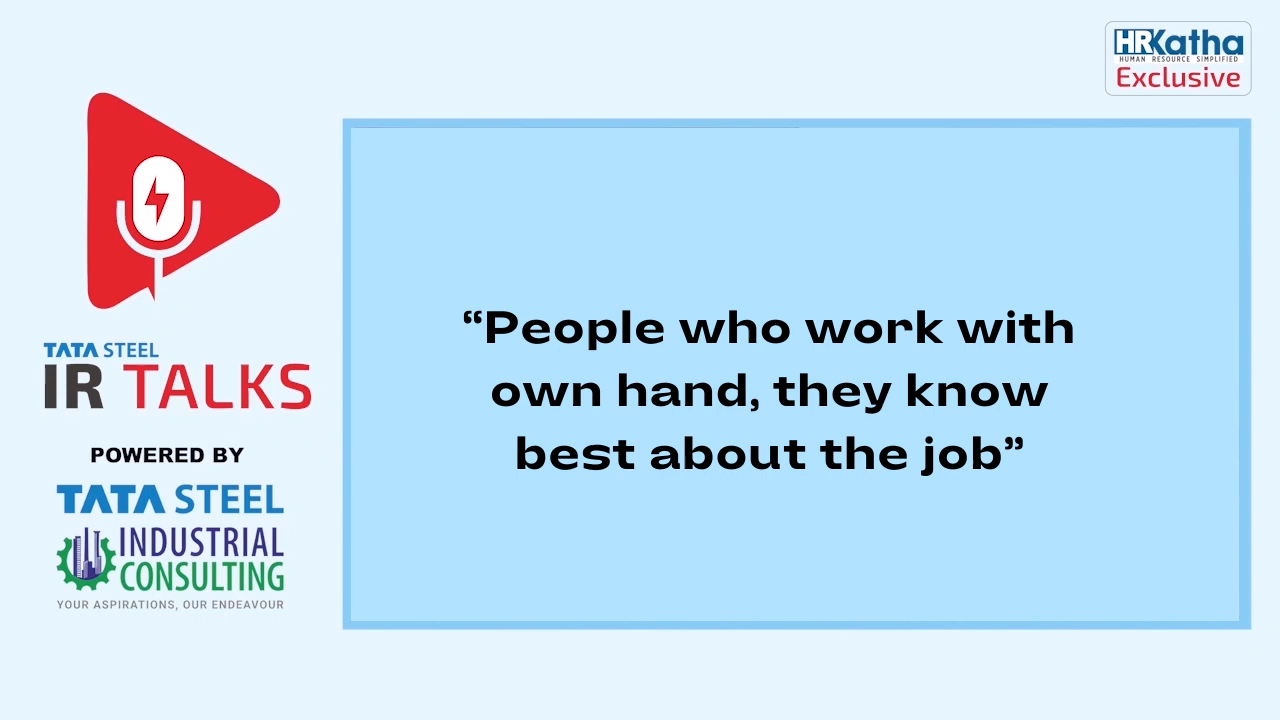 HRKatha
HUMAN RESOURCE SIMPLIFIED
Exclusive
TATA STEEL
IR TALKS
POWERED BY
TATA STEEL
INDUSTRIAL
CONSULTING
YOUR ASPIRATIONS, OUR ENDEAVOUR
“People who work with
own hand, they know
best about the job”